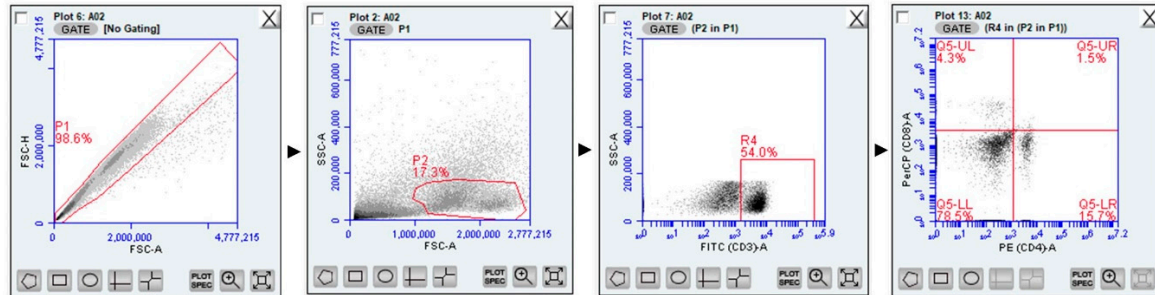 Plot 6: A02
GATE [No Gating]
X
4,777,215
FSC-H
2,000,000
0
P1
98.6%
0
2,000,000
4,777,215
FSC-A
Plot 2: A02
GATE P1
X
777,215
600,000
SSC-A
400,000
200,000
0
P2
17.3%
0
1,000,000
2,000,000
2,777,215
FSC-A
PLOT
SPEC
Plot 7: A02
GATE (P2 in P1)
X
777,215
600,000
SSC-A
400,000
200,000
0
R4
54.0%
FITC (CD3)-A
PLOT
SPEC
Plot 13: A02
GATE (R4 in (P2 in P1))
X
Q5-UL
4.3%
Q5-UR
1.5%
PerCP (CD8)-A
Q5-LL
78.5%
Q5-LR
15.7%
PE (CD4)-A
PLOT
SPEC